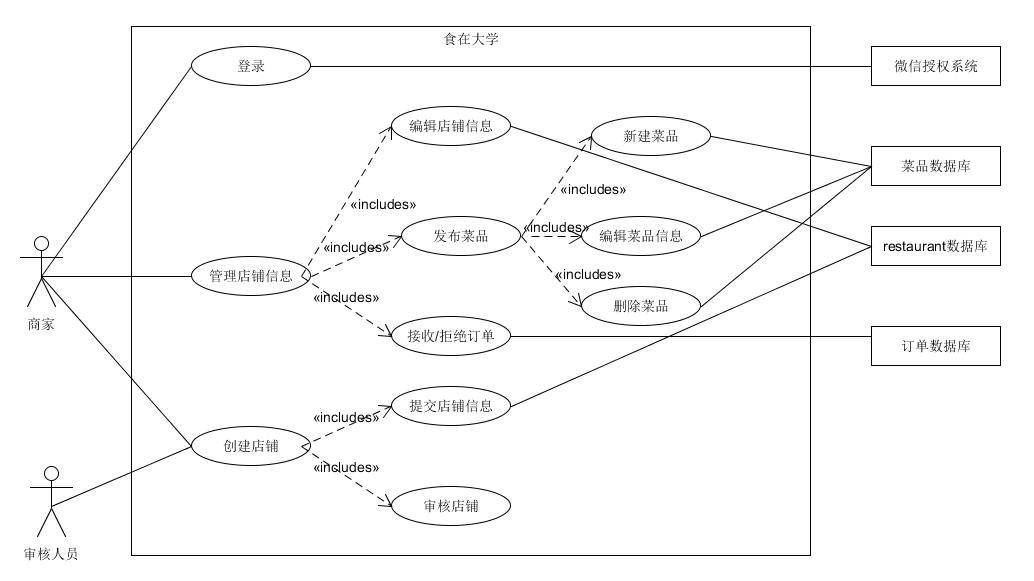 食在大学
登录
微信授权系统
编辑店铺信息
新建菜品
菜品数据库
«includes»
«includes»
发布菜品
«includes»
编辑菜品信息
restaurant数据库
«includes»
管理店铺信息
«includes»
删除菜品
«includes»
商家
接收/拒绝订单
订单数据库
提交店铺信息
«includes»
创建店铺
«includes»
审核店铺
审核人员